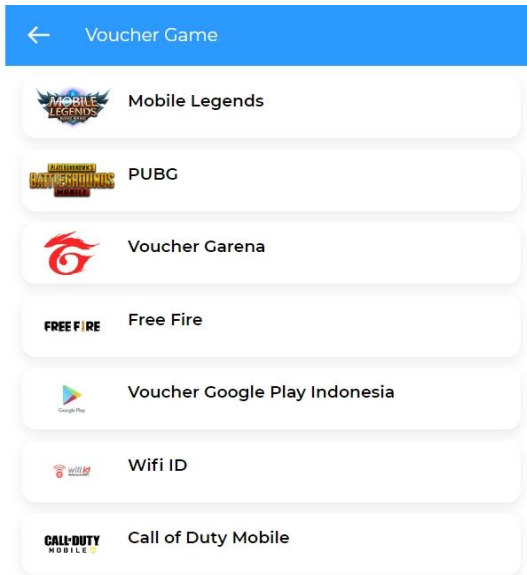 Voucher Game
MOBILE
LEGENDS
Mobile Legends
PLAYERUNKNOWN'S
BATTLEGROUNDS
MOBILE
PUBG
Voucher Garena
FREE FIRE
Free Fire
Google Play
Voucher Google Play Indonesia
wifi.id
Wifi ID
CALL OF DUTY
MOBILE
Call of Duty Mobile